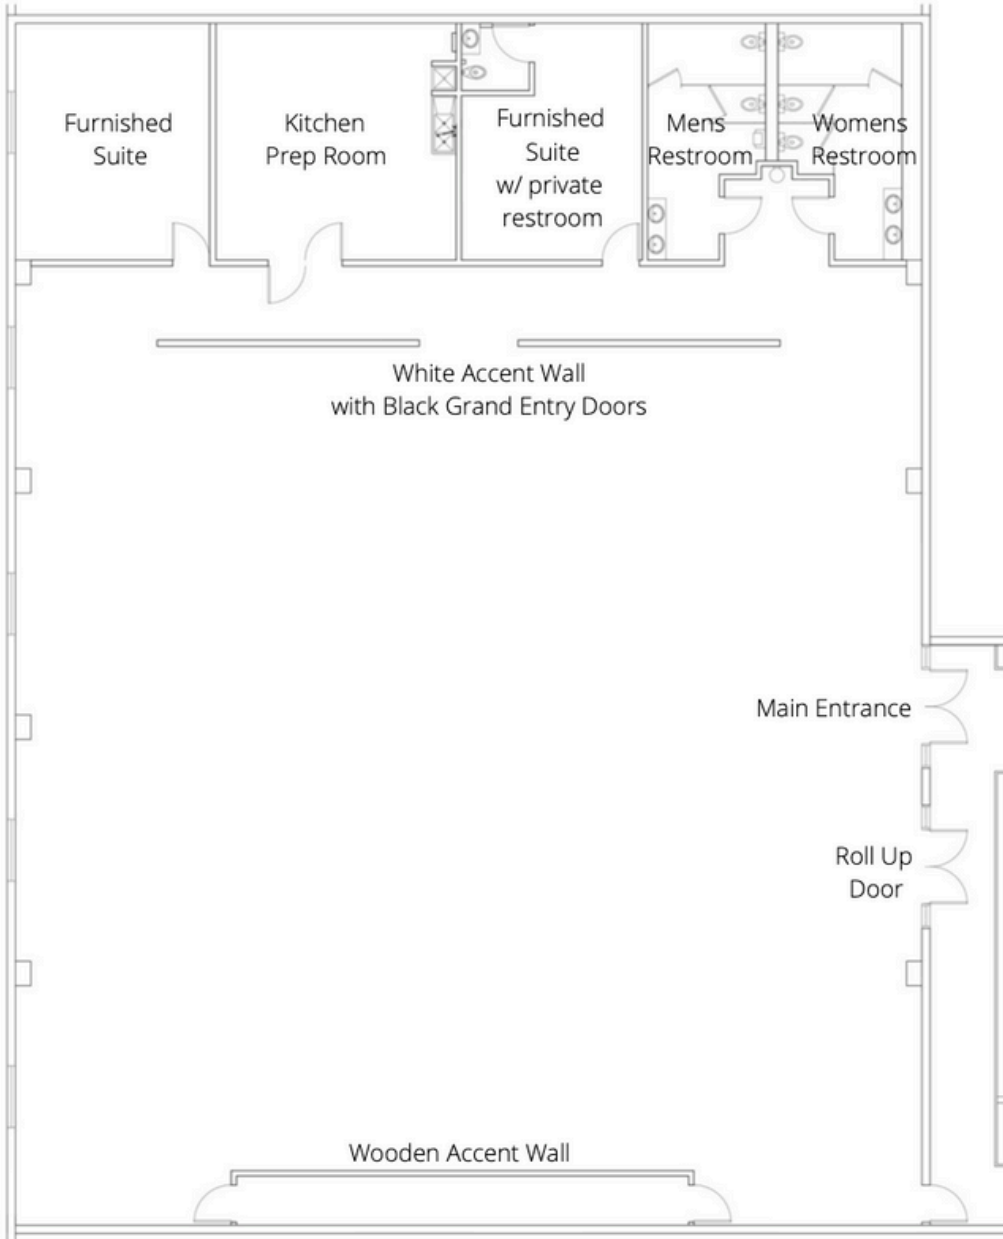 Furnished
Suite
Kitchen
Prep Room
Furnished
Suite
w/ private
restroom
Mens
Restroom
Womens
Restroom
White Accent Wall
with Black Grand Entry Doors
Main Entrance
Roll Up
Door
Wooden Accent Wall